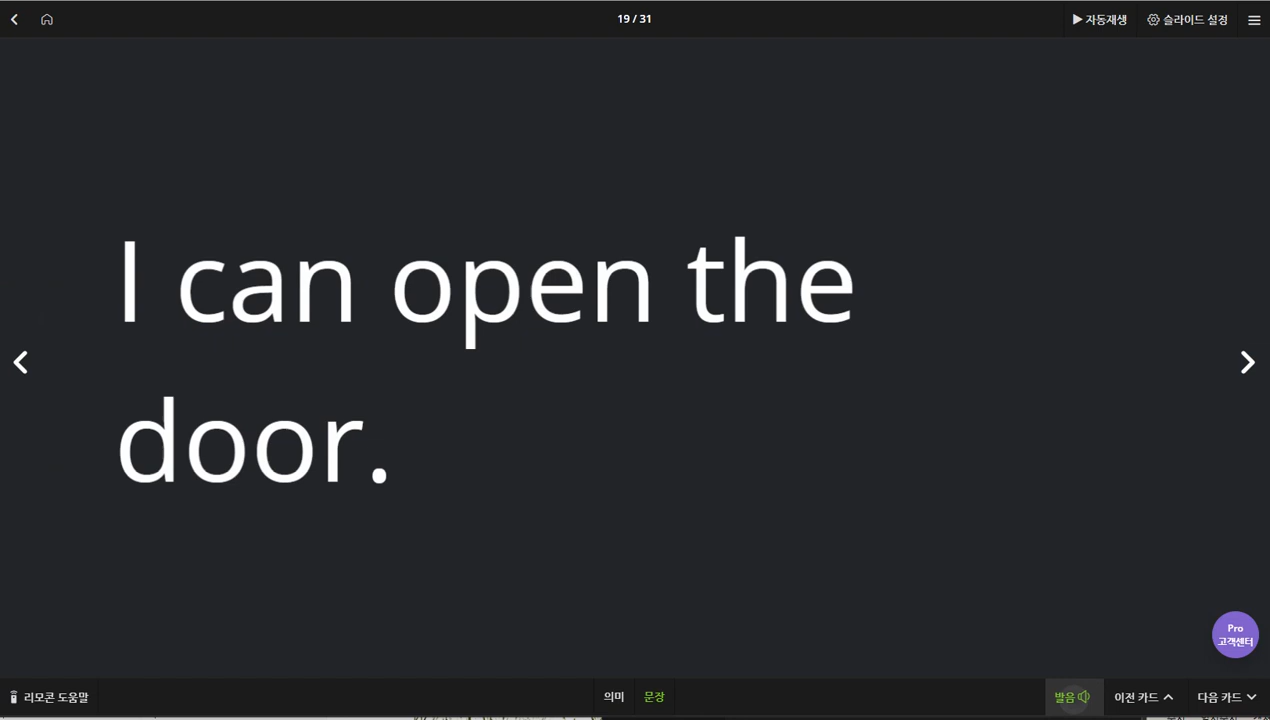 19 / 31
자동재생
슬라이드 설정
I can open the
door.
Pro
고객센터
리모콘 도움말
의미
문장
발음
이전 카드
다음 카드